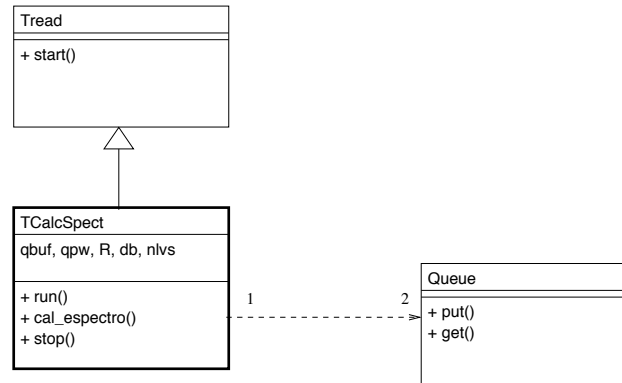 Tread
+ start()
TCalcSpect
qbuf, qpw, R, db, nlvs
+ run()
+ cal_espectro()
+ stop()
1
2
Queue
+ put()
+ get()